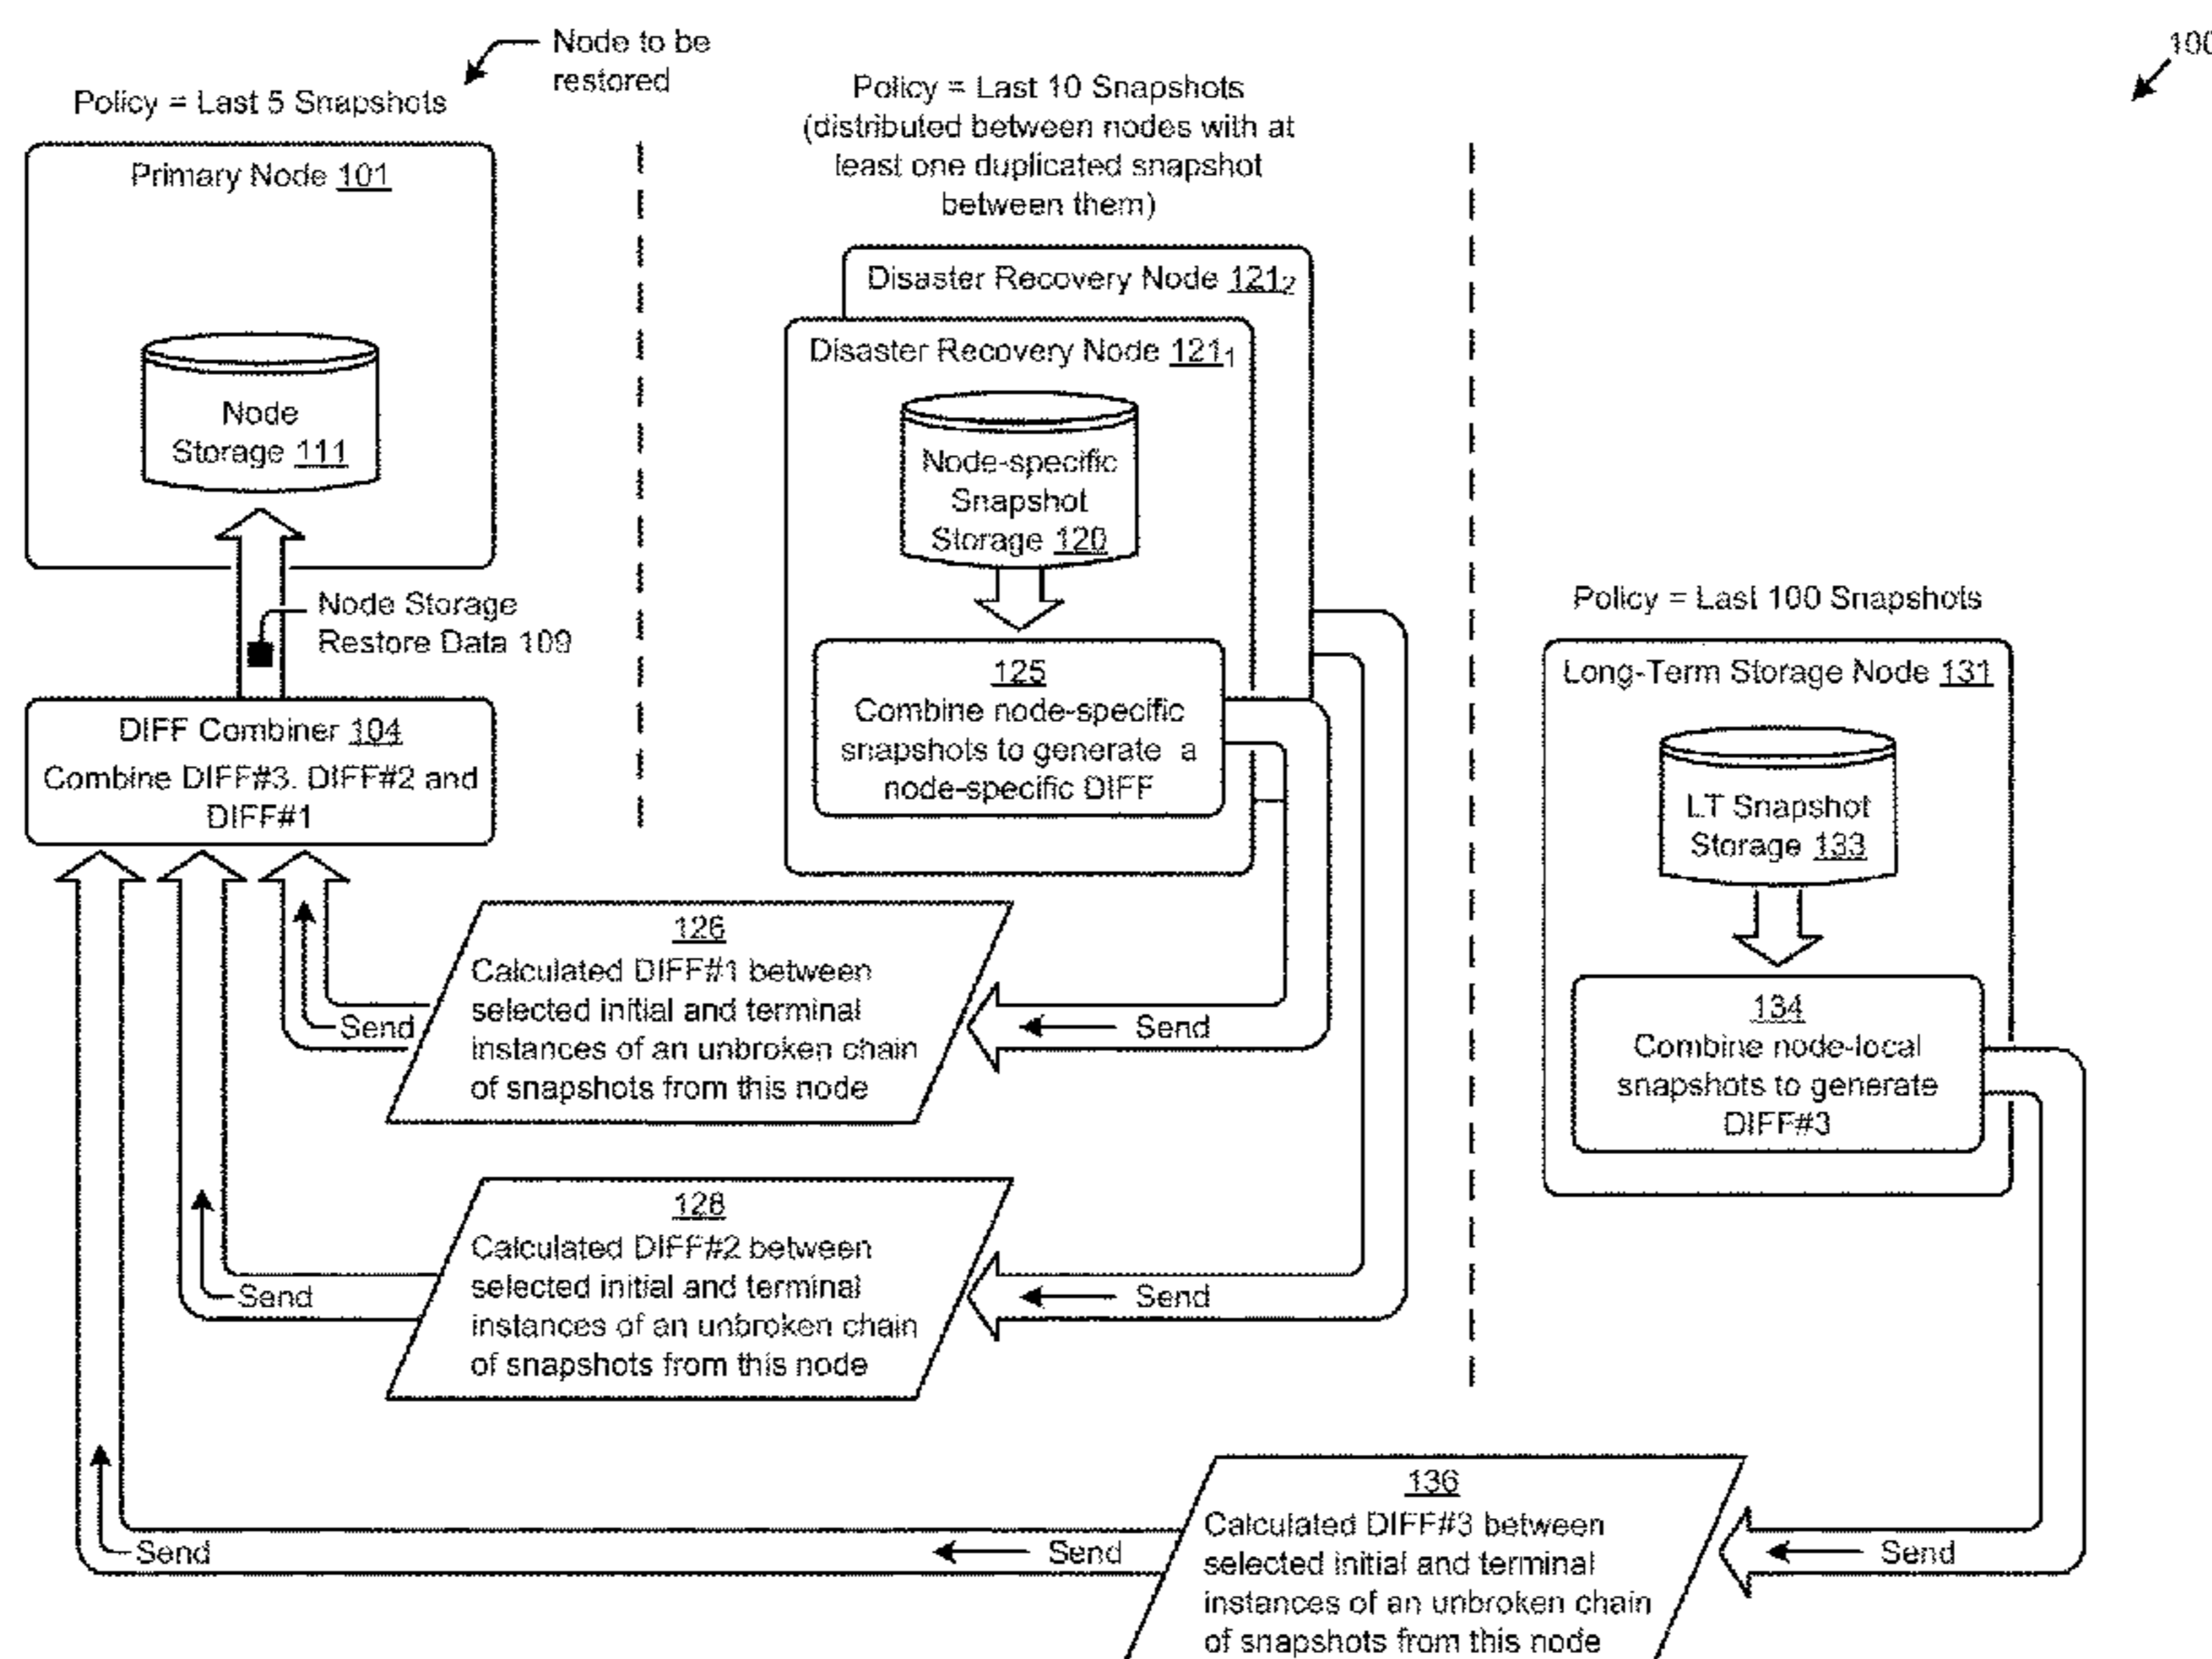 100
Node to be
restored
Policy = Last 5 Snapshots
Primary Node 101
Node
Storage 111
Node Storage
Restore Data 109
DIFF Combiner 104
Combine DIFF#3. DIFF#2 and
DIFF#1
Policy = Last 10 Snapshots
(distributed between nodes with at
least one duplicated snapshot
between them)
Disaster Recovery Node 121₂
Disaster Recovery Node 121₁
Node-specific
Snapshot
Storage 120
125
Combine node-specific
snapshots to generate a
node-specific DIFF
Policy = Last 100 Snapshots
Long-Term Storage Node 131
LT Snapshot
Storage 133
134
Combine node-local
snapshots to generate
DIFF#3
126
Calculated DIFF#1 between
selected initial and terminal
instances of an unbroken chain
of snapshots from this node
Send
Send
128
Calculated DIFF#2 between
selected initial and terminal
instances of an unbroken chain
of snapshots from this node
Send
Send
136
Calculated DIFF#3 between
selected initial and terminal
instances of an unbroken chain
of snapshots from this node
Send
Send
Send